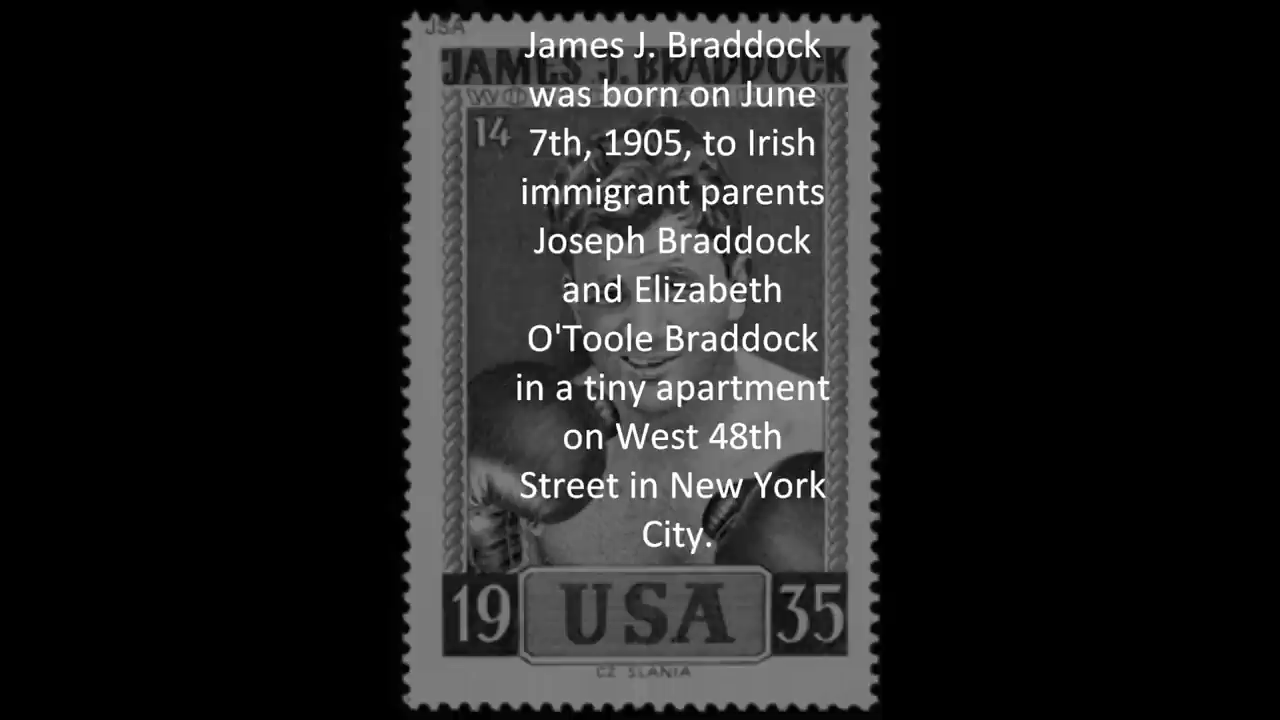 JSA
James J. Braddock
JAMES J. BRADDOCK
was born on June
14
7th, 1905, to Irish
immigrant parents
Joseph Braddock
and Elizabeth
O'Toole Braddock
in a tiny apartment
on West 48th
Street in New York
City.
19 USA 35
CZ SLANIA